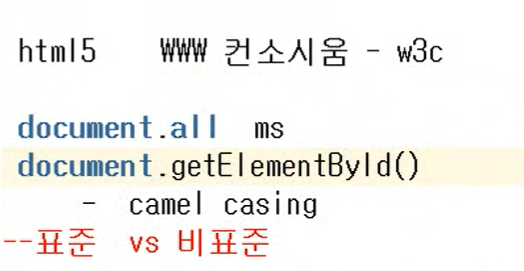 html5 WWW 컨소시움 - w3c
document.all ms
document.getElementById()
- camel casing
--표준 vs 비표준